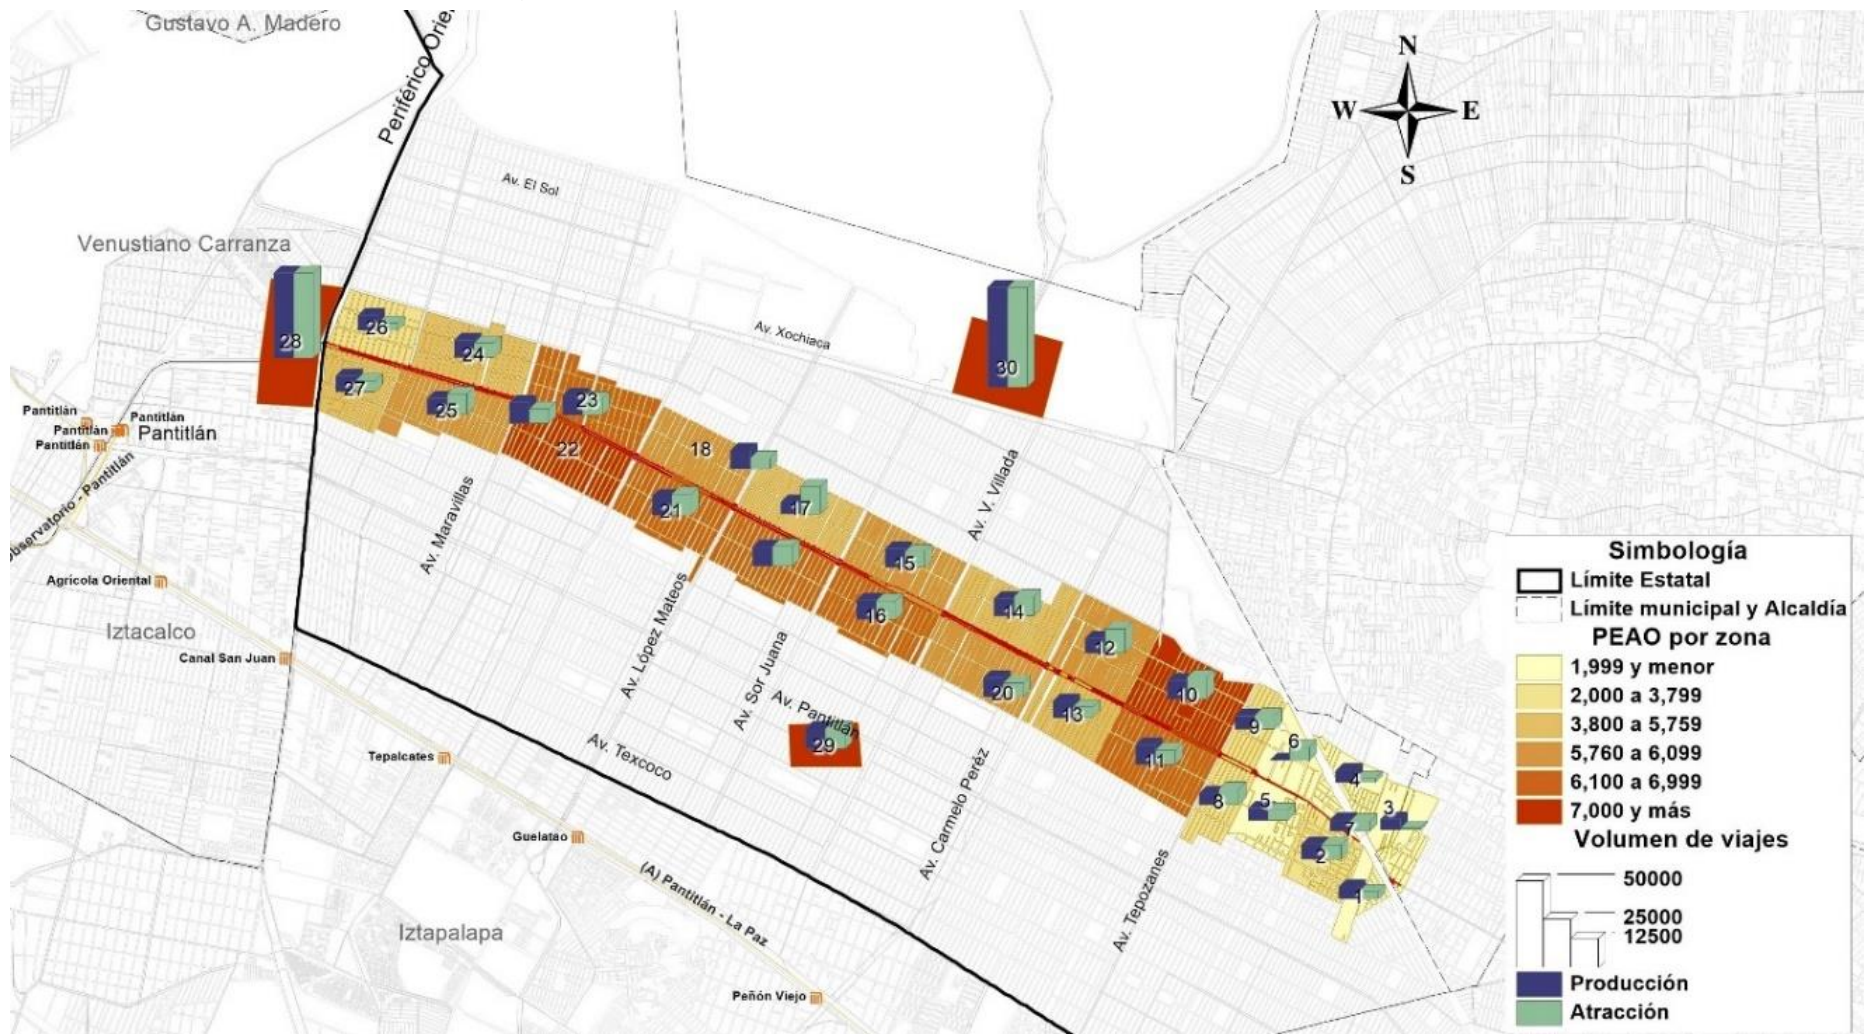 Gustavo A. Madero
Periférico Orie
N
W
E
S
Av. El Sol
Venustiano Carranza
Av. Xochiaca
28
26
24
27
25
23
22
18
17
21
30
15
16
14
12
20
13
10
11
9
6
4
8
5
3
7
2
1
29
Pantitlán
Pantitlán
Pantitlán
Pantitlán
Pantitlán
Observatorio - Pantitlán
Av. Maravillas
Av. V. Villada
Agrícola Oriental
Iztacalco
Canal San Juan
Av. López Mateos
Av. Sor Juana
Av. Pantitlán
Av. Texcoco
Tepalcates
Av. Carmelo Peréz
Guelatao
(A) Pantitlán - La Paz
Av. Tepozanes
Iztapalapa
Peñón Viejo
Simbología
Límite Estatal
Límite municipal y Alcaldía
PEAO por zona
1,999 y menor
2,000 a 3,799
3,800 a 5,759
5,760 a 6,099
6,100 a 6,999
7,000 y más
Volumen de viajes
50000
25000
12500
Producción
Atracción